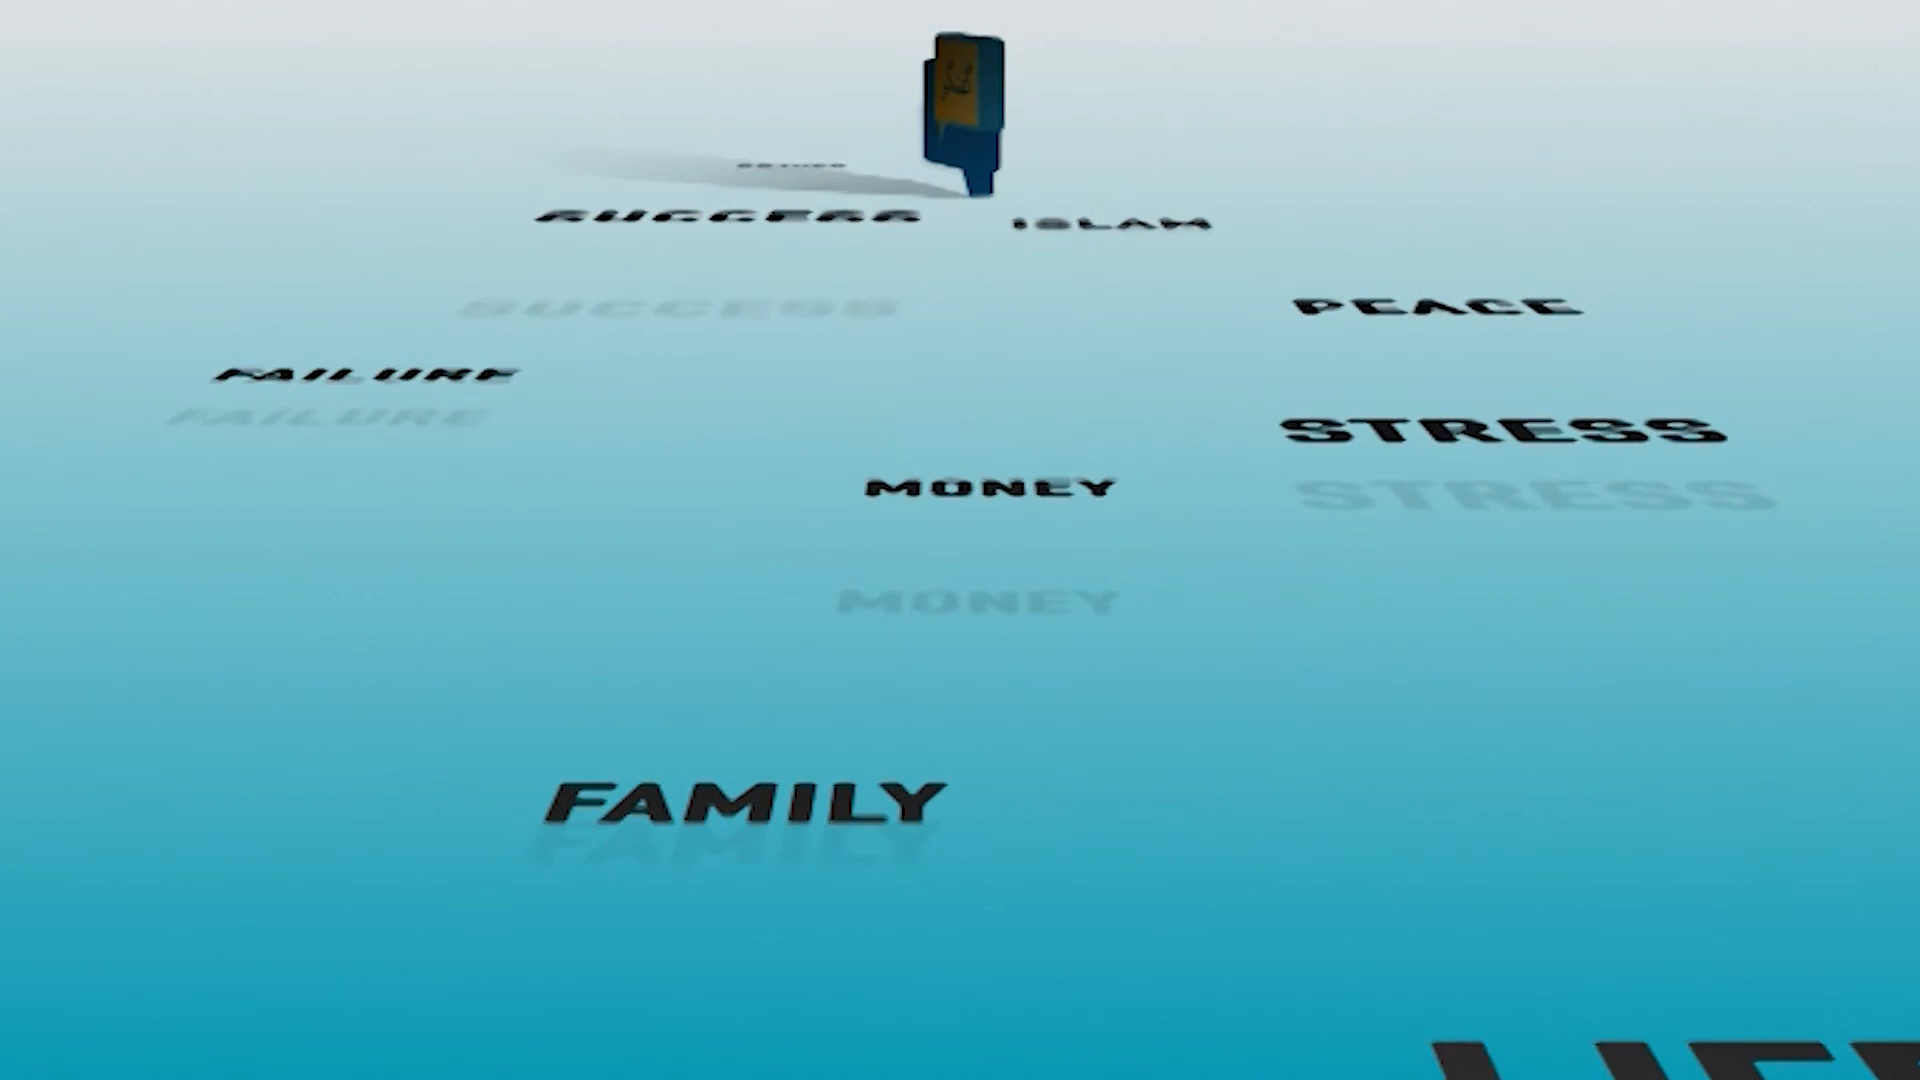 SUCCESS
ISLAM
PEACE
FAILURE
STRESS
MONEY
FAMILY